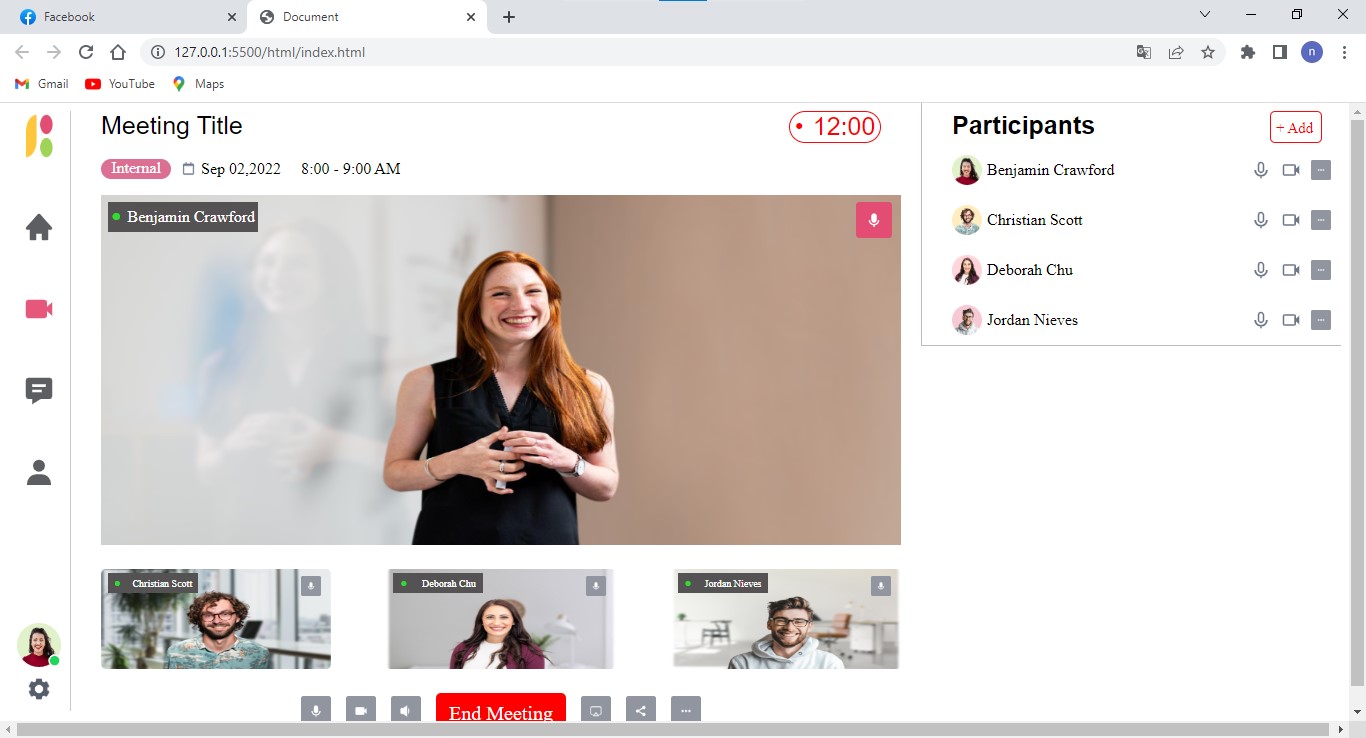 Facebook
Document
127.0.0.1:5500/html/index.html
n
Gmail
YouTube
Maps
Meeting Title
12:00
Internal
Sep 02,2022
8:00 - 9:00 AM
Benjamin Crawford
Christian Scott
Deborah Chu
Jordan Nieves
End Meeting
Participants
+ Add
Benjamin Crawford
Christian Scott
Deborah Chu
Jordan Nieves